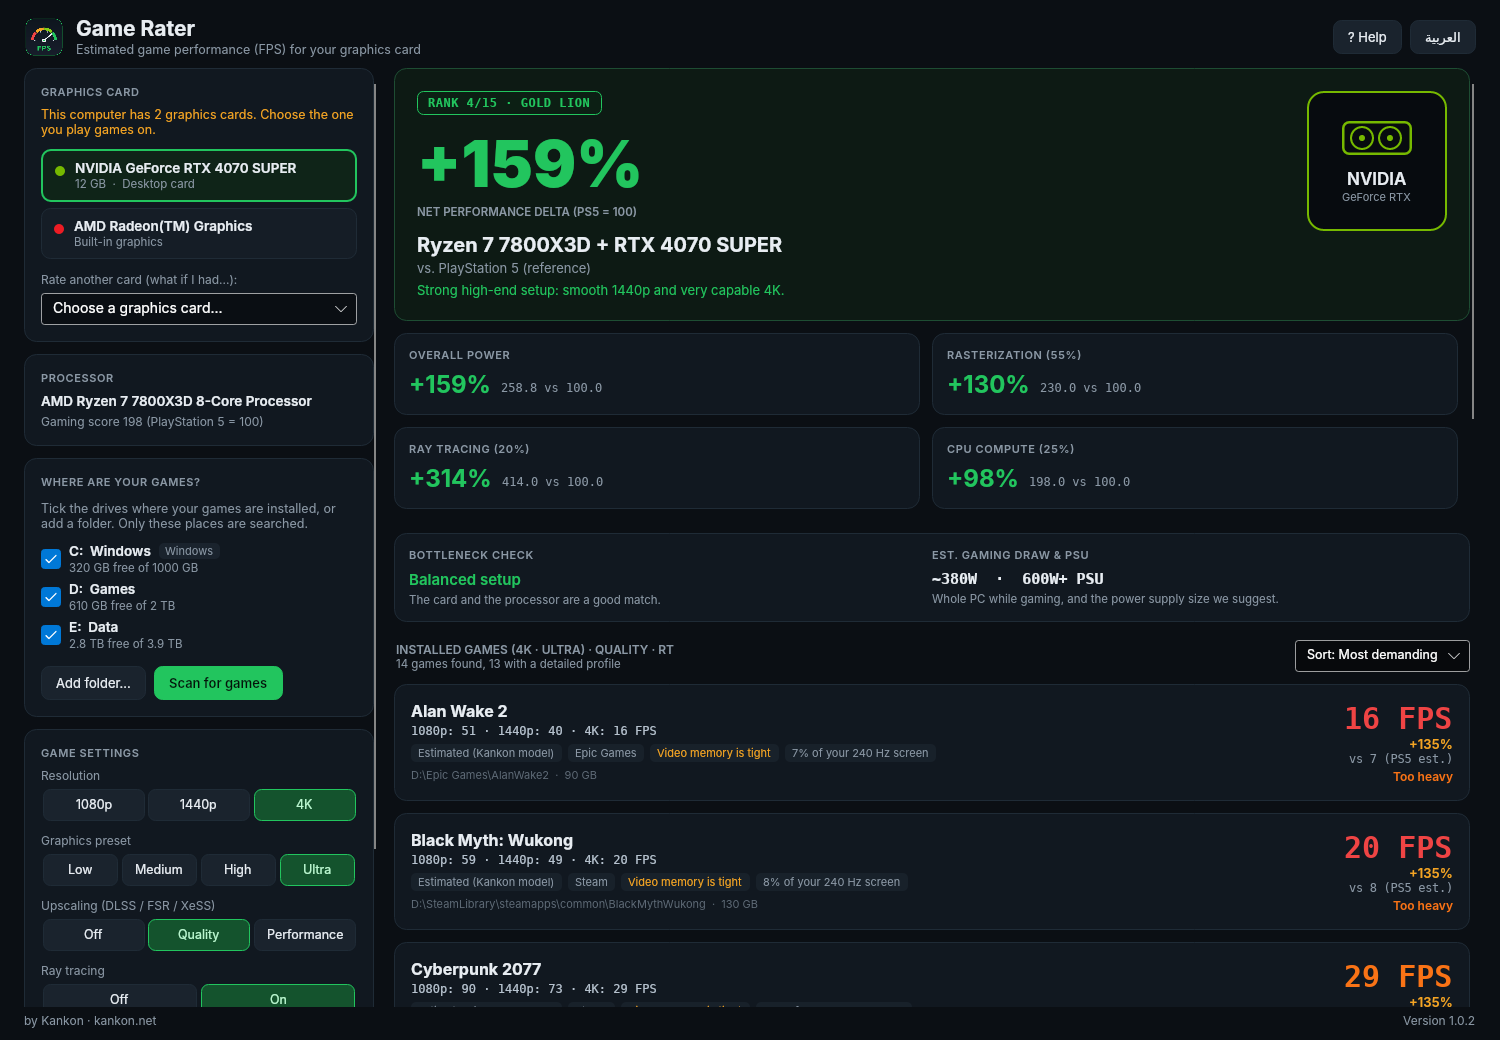 FPS
Game Rater
Estimated game performance (FPS) for your graphics card
? Help
العربية
GRAPHICS CARD
This computer has 2 graphics cards. Choose the one
you play games on.
NVIDIA GeForce RTX 4070 SUPER
12 GB · Desktop card
AMD Radeon(TM) Graphics
Built-in graphics
Rate another card (what if I had...):
Choose a graphics card...
PROCESSOR
AMD Ryzen 7 7800X3D 8-Core Processor
Gaming score 198 (PlayStation 5 = 100)
WHERE ARE YOUR GAMES?
Tick the drives where your games are installed, or
add a folder. Only these places are searched.
C: Windows Windows
320 GB free of 1000 GB
D: Games
610 GB free of 2 TB
E: Data
2.8 TB free of 3.9 TB
Add folder... Scan for games
GAME SETTINGS
Resolution
1080p 1440p 4K
Graphics preset
Low Medium High Ultra
Upscaling (DLSS / FSR / XeSS)
Off Quality Performance
Ray tracing
Off On
RANK 4/15 · GOLD LION
+159%
NET PERFORMANCE DELTA (PS5 = 100)
Ryzen 7 7800X3D + RTX 4070 SUPER
vs. PlayStation 5 (reference)
Strong high-end setup: smooth 1440p and very capable 4K.
NVIDIA
GeForce RTX
OVERALL POWER
+159% 258.8 vs 100.0
RASTERIZATION (55%)
+130% 230.0 vs 100.0
RAY TRACING (20%)
+314% 414.0 vs 100.0
CPU COMPUTE (25%)
+98% 198.0 vs 100.0
BOTTLENECK CHECK
Balanced setup
The card and the processor are a good match.
EST. GAMING DRAW & PSU
~380W · 600W+ PSU
Whole PC while gaming, and the power supply size we suggest.
INSTALLED GAMES (4K · ULTRA) · QUALITY · RT
14 games found, 13 with a detailed profile
Sort: Most demanding
Alan Wake 2
1080p: 51 · 1440p: 40 · 4K: 16 FPS
Estimated (Kankon model) Epic Games Video memory is tight 7% of your 240 Hz screen
D:\Epic Games\AlanWake2 · 90 GB
16 FPS
+135%
vs 7 (PS5 est.)
Too heavy
Black Myth: Wukong
1080p: 59 · 1440p: 49 · 4K: 20 FPS
Estimated (Kankon model) Steam Video memory is tight 8% of your 240 Hz screen
D:\SteamLibrary\steamapps\common\BlackMythWukong · 130 GB
20 FPS
+135%
vs 8 (PS5 est.)
Too heavy
Cyberpunk 2077
1080p: 90 · 1440p: 73 · 4K: 29 FPS
29 FPS
+135%
by Kankon · kankon.net
Version 1.0.2